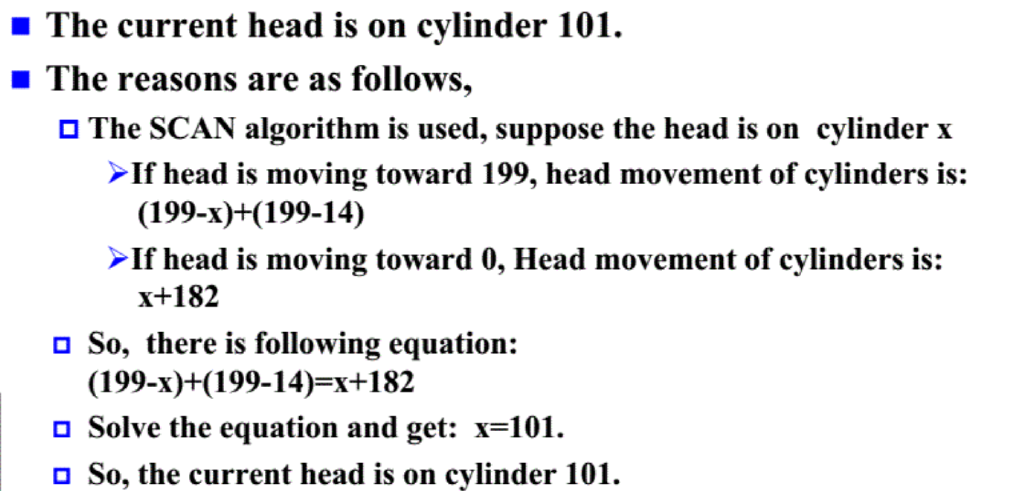 The current head is on cylinder 101.
The reasons are as follows,
The SCAN algorithm is used, suppose the head is on cylinder x
If head is moving toward 199, head movement of cylinders is:
(199-x)+(199-14)
If head is moving toward 0, Head movement of cylinders is:
x+182
So, there is following equation:
(199-x)+(199-14)=x+182
Solve the equation and get: x=101.
So, the current head is on cylinder 101.